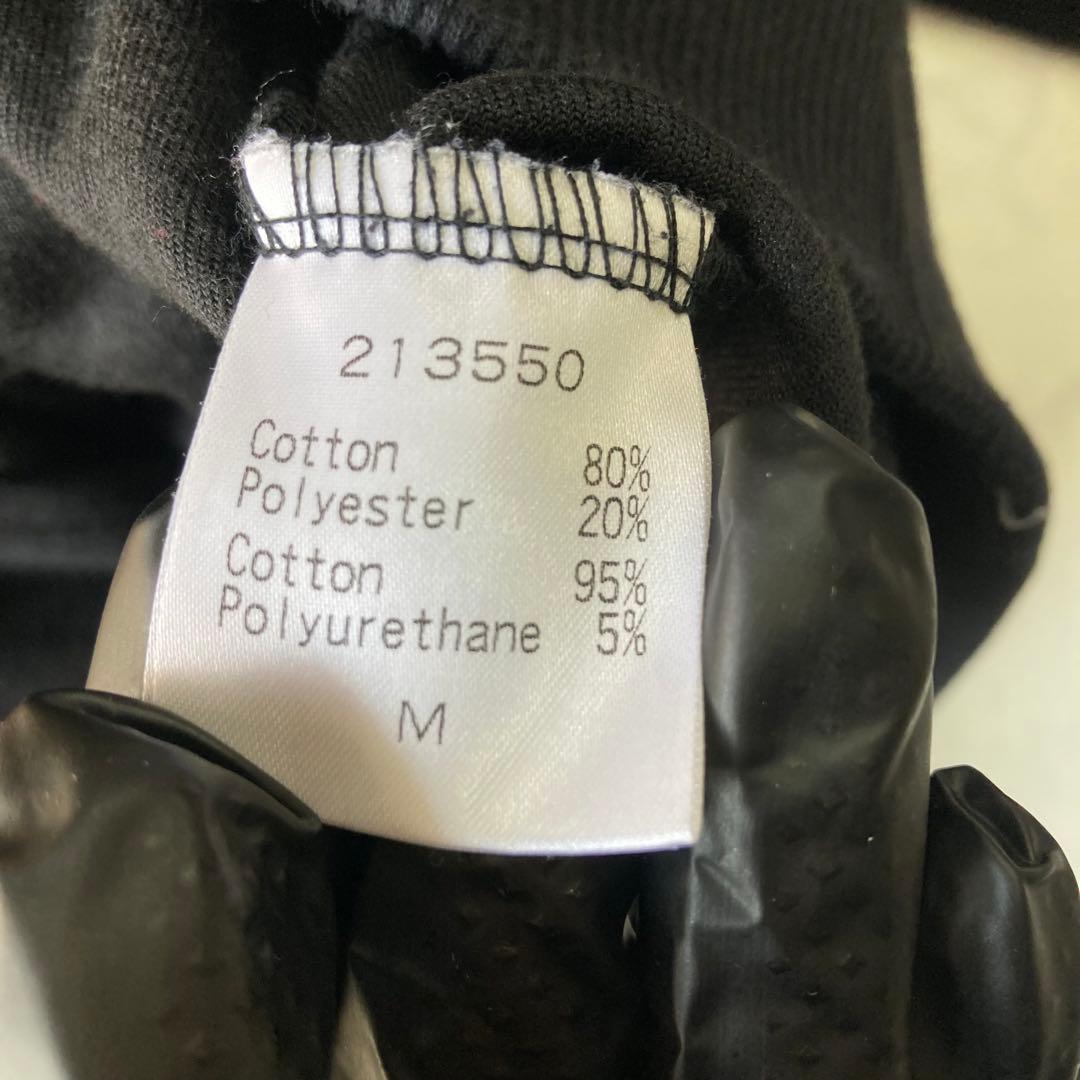 213550
Cotton 80%
Polyester 20%
Cotton 95%
Polyurethane 5%
M